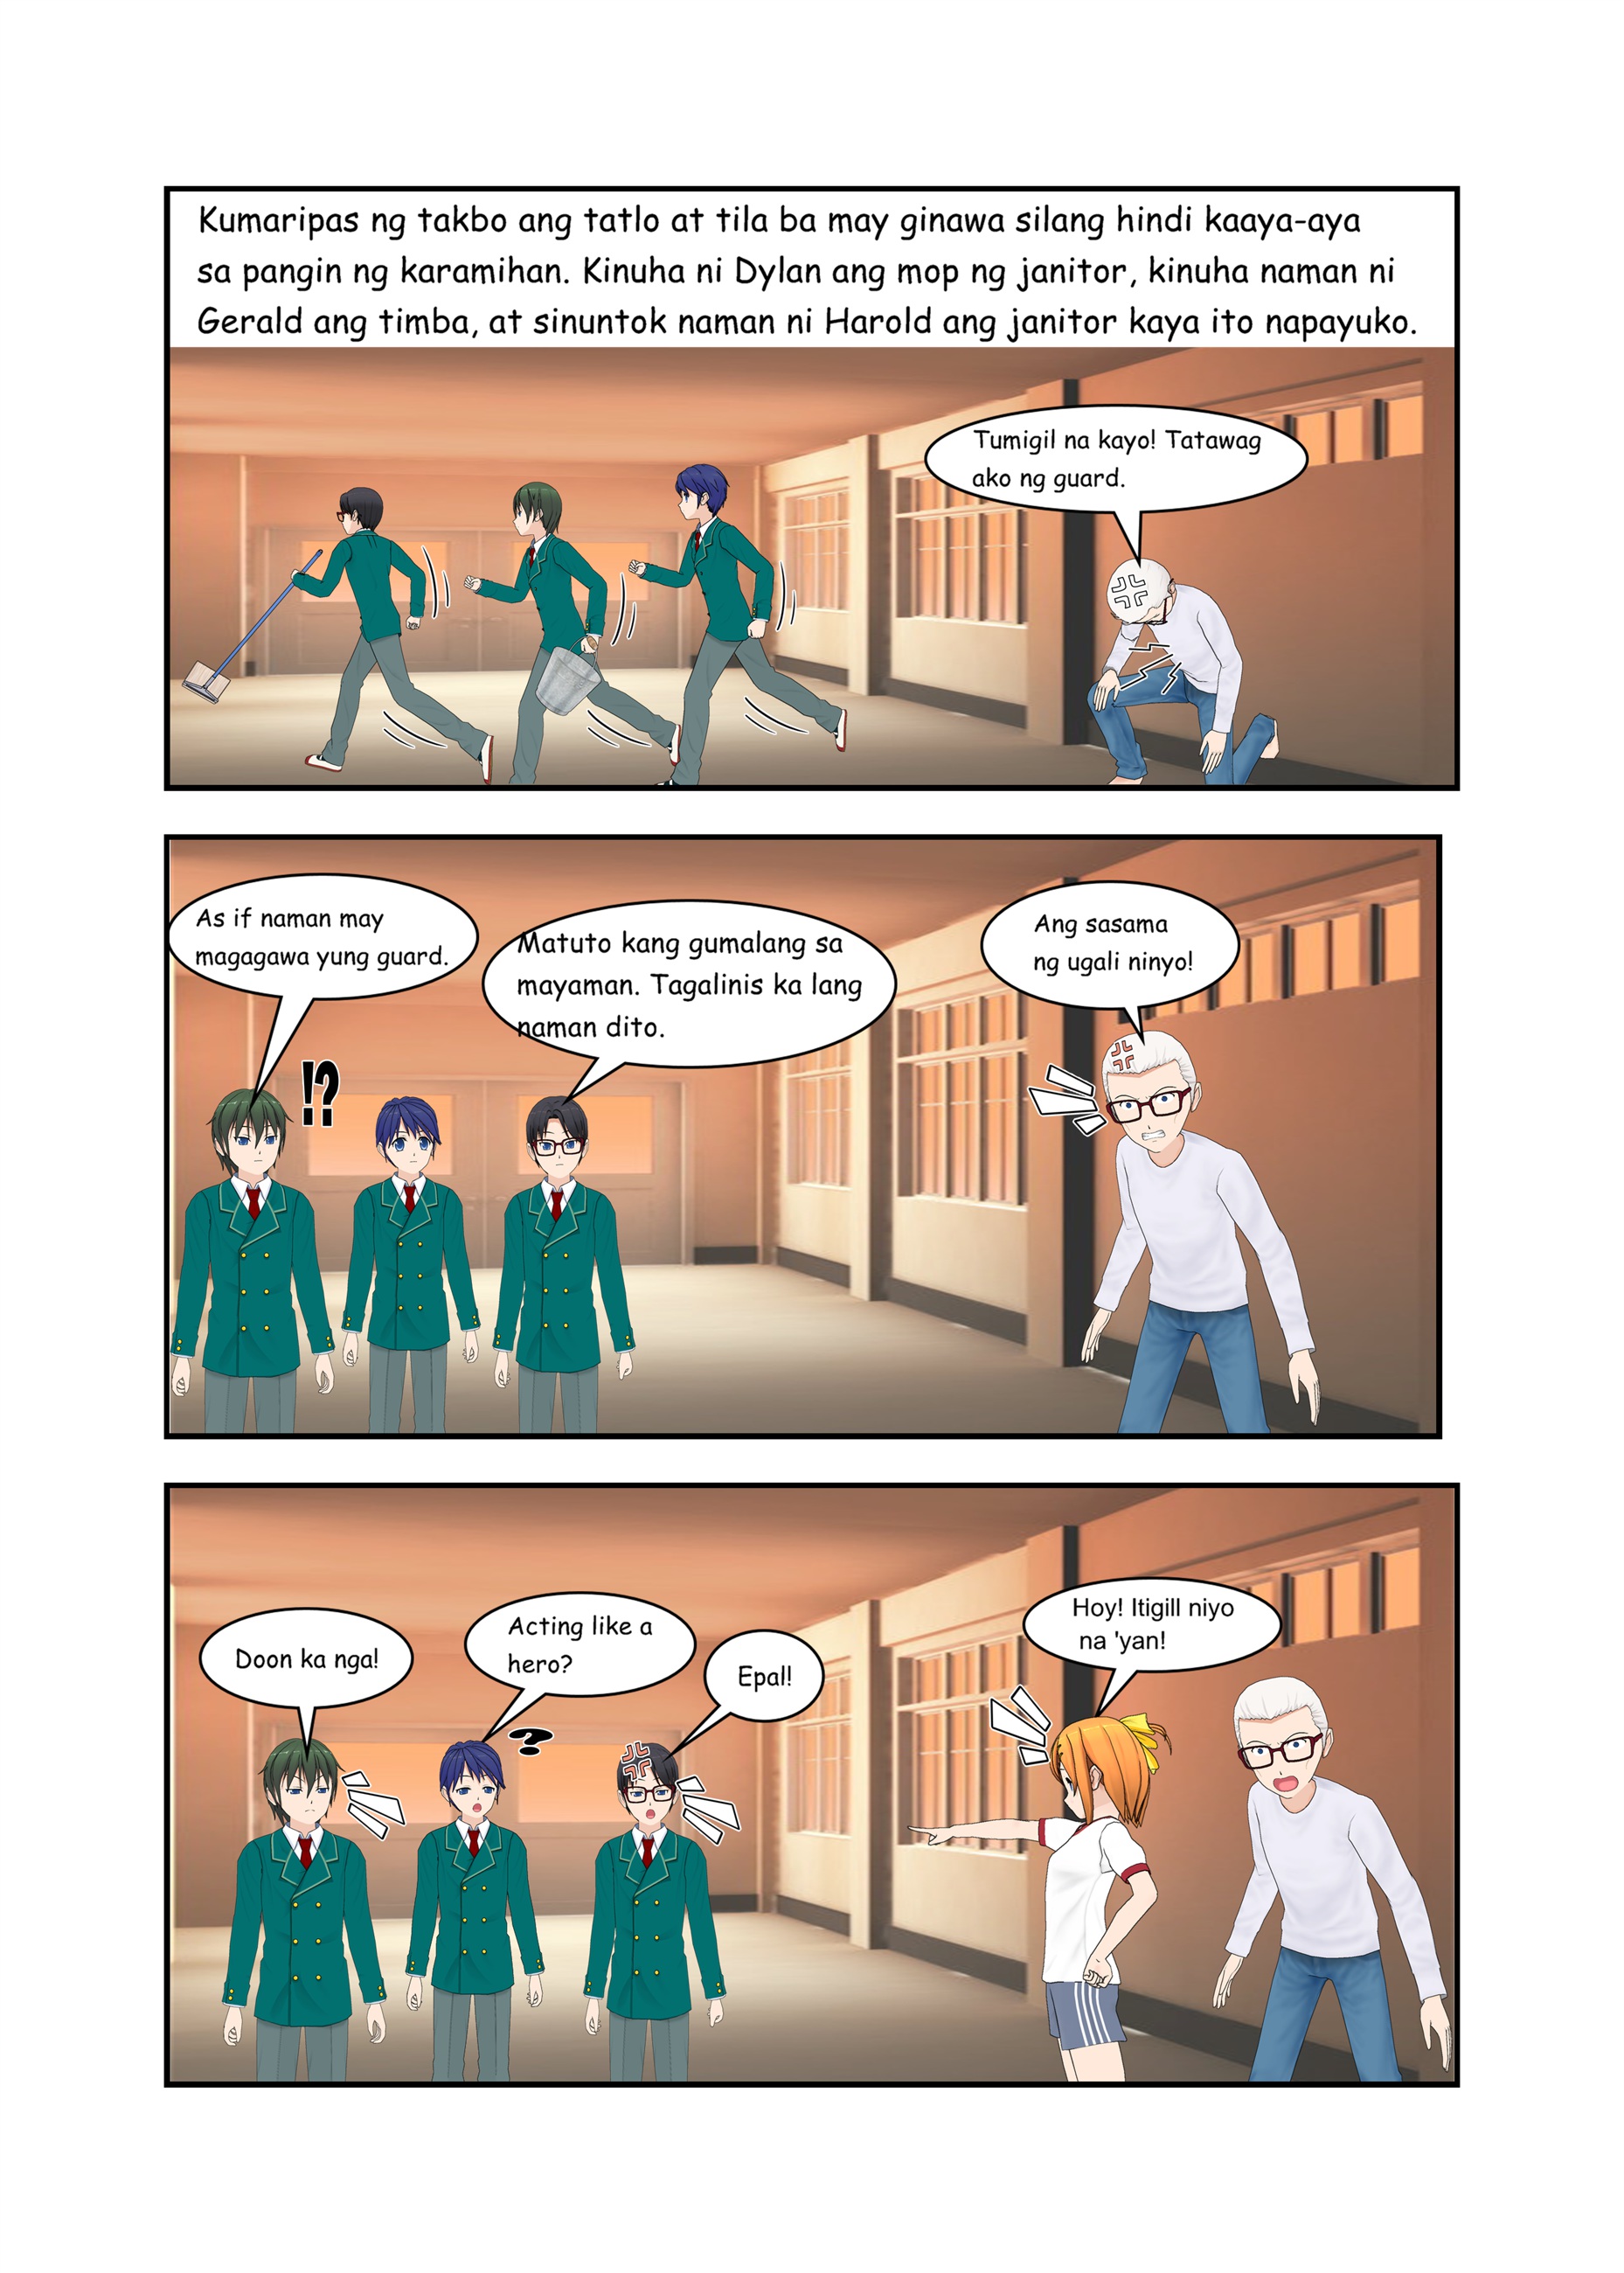 Kumaripas ng takbo ang tatlo at tila ba may ginawa silang hindi kaaya-aya
sa pangin ng karamihan. Kinuha ni Dylan ang mop ng janitor, kinuha naman ni
Gerald ang timba, at sinuntok naman ni Harold ang janitor kaya ito napayuko.
Tumigil na kayo! Tatawag
ako ng guard.
As if naman may
magagawa yung guard.
!?
Matuto kang gumalang sa
mayaman. Tagalinis ka lang
naman dito.
Ang sasama
ng ugali ninyo!
Doon ka nga!
Acting like a
hero?
?
Epal!
Hoy! Itigill niyo
na 'yan!